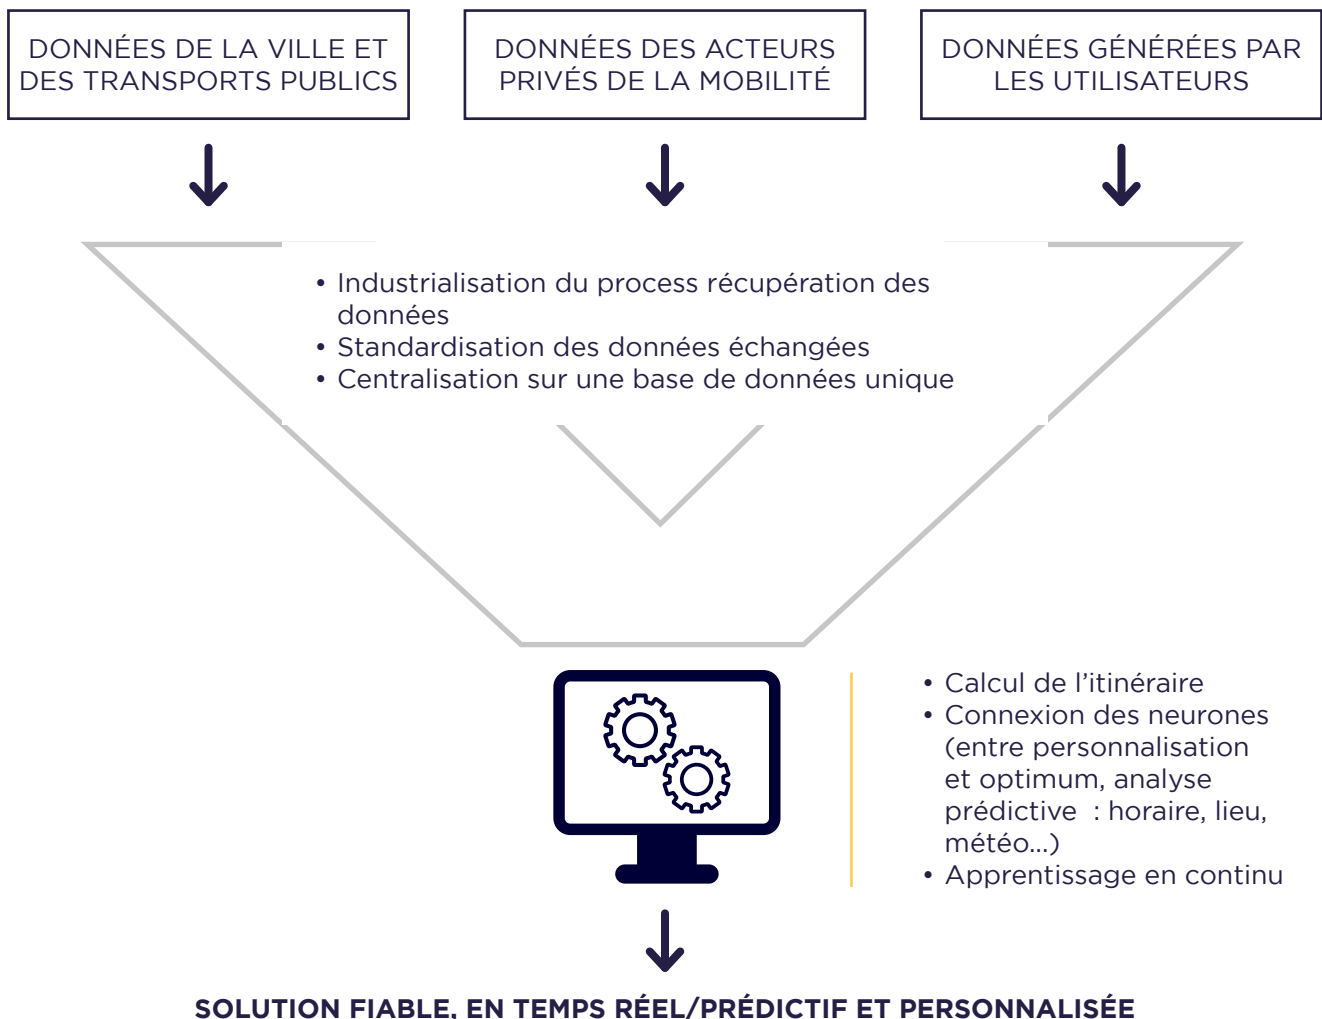 DONNÉES DE LA VILLE ET
DES TRANSPORTS PUBLICS
DONNÉES DES ACTEURS
PRIVÉS DE LA MOBILITÉ
DONNÉES GÉNÉRÉES PAR
LES UTILISATEURS
• Industrialisation du process récupération des
données
• Standardisation des données échangées
• Centralisation sur une base de données unique
• Calcul de l’itinéraire
• Connexion des neurones
(entre personnalisation
et optimum, analyse
prédictive : horaire, lieu,
météo...)
• Apprentissage en continu
SOLUTION FIABLE, EN TEMPS RÉEL/PRÉDICTIF ET PERSONNALISÉE